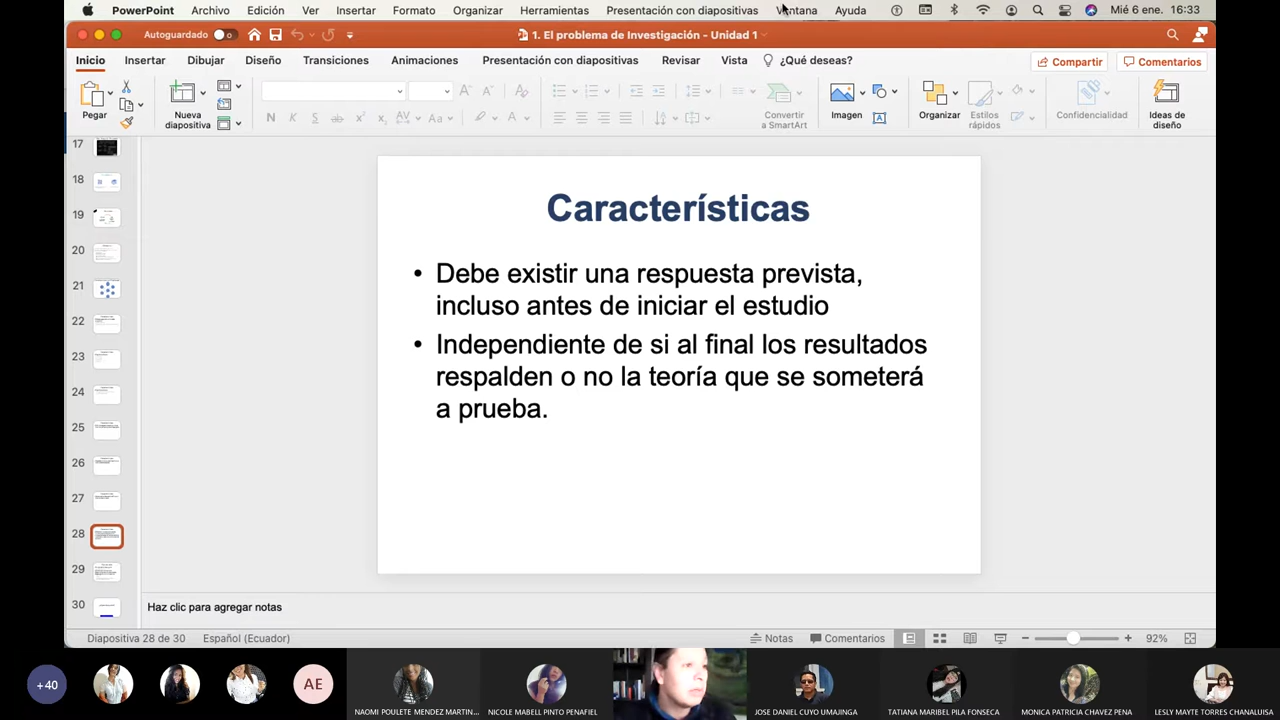 PowerPoint Archivo Edición Ver Insertar Formato Organizar Herramientas Presentación con diapositivas Ventana Ayuda Mié 6 ene. 16:33
Autoguardado 1. El problema de Investigación - Unidad 1
Inicio Insertar Dibujar Diseño Transiciones Animaciones Presentación con diapositivas Revisar Vista ¿Qué deseas? Compartir Comentarios
Pegar
Nueva
diapositiva
N
K
S
Aa
Convertir
a SmartArt
Imagen
Organizar
Estilos
rápidos
Confidencialidad
Ideas de
diseño
17
18
19
20
21
22
23
24
25
26
27
28
29
30
Características
• Debe existir una respuesta prevista,
incluso antes de iniciar el estudio
• Independiente de si al final los resultados
respalden o no la teoría que se someterá
a prueba.
Haz clic para agregar notas
Diapositiva 28 de 30 Español (Ecuador) Notas Comentarios 92%
+40 AE
NAOMI POULETE MENDEZ MARTIN... NICOLE MABELL PINTO PENAFIEL JOSE DANIEL CUYO UMAJINGA TATIANA MARIBEL PILA FONSECA MONICA PATRICIA CHAVEZ PENA LESLY MAYTE TORRES CHANALUISA